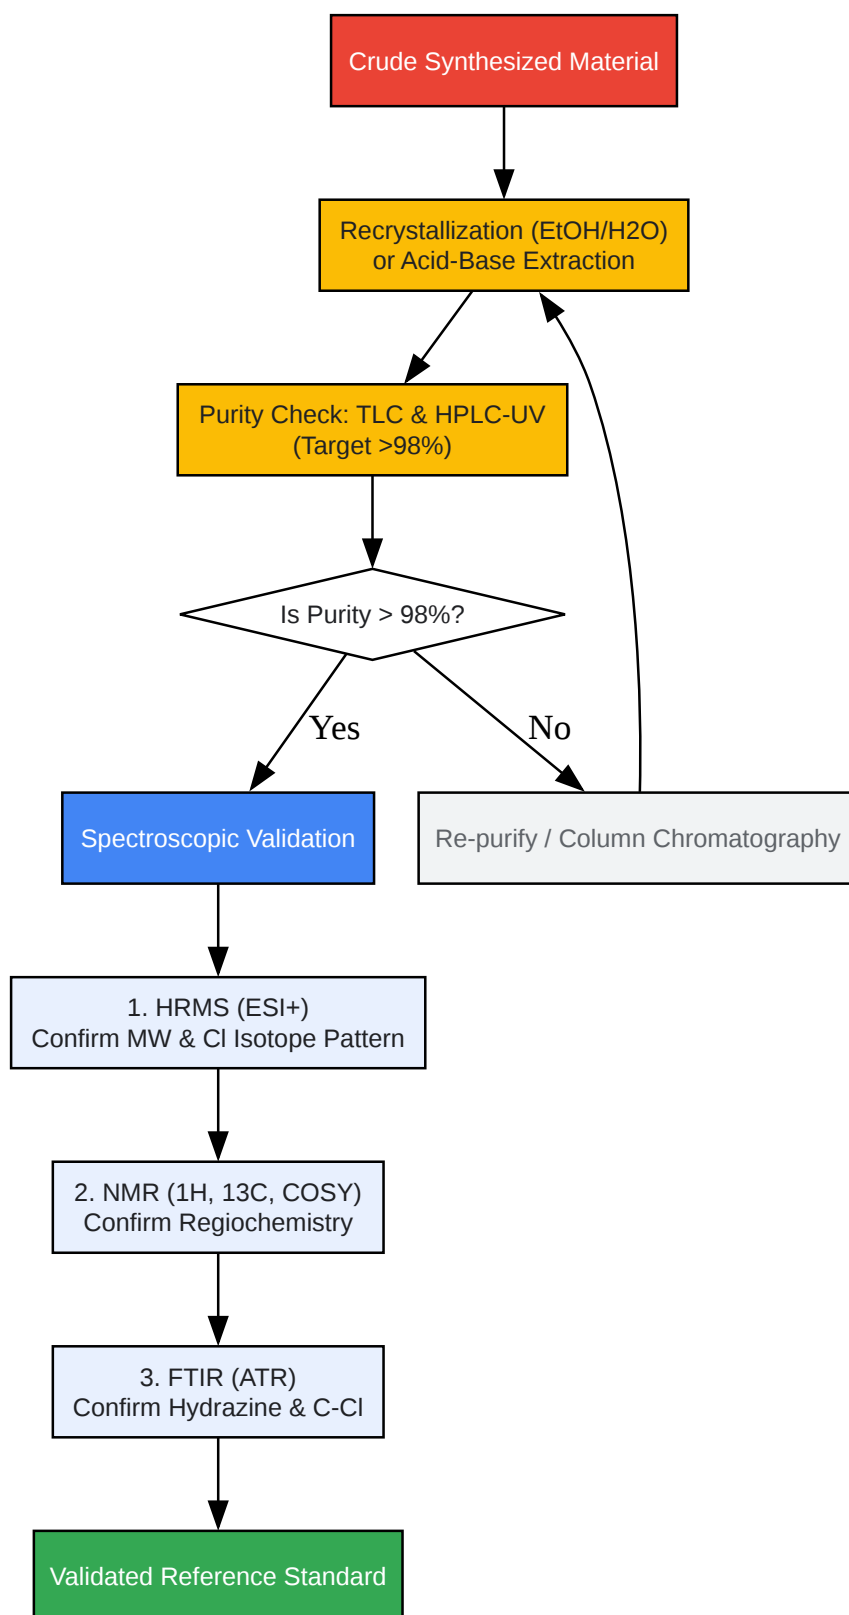 Crude Synthesized Material
Recrystallization (EtOH/H2O)
or Acid-Base Extraction
Purity Check: TLC & HPLC-UV
(Target >98%)
Is Purity > 98%?
Yes
No
Spectroscopic Validation
Re-purify / Column Chromatography
1. HRMS (ESI+)
Confirm MW & Cl Isotope Pattern
2. NMR (1H, 13C, COSY)
Confirm Regiochemistry
3. FTIR (ATR)
Confirm Hydrazine & C-Cl
Validated Reference Standard